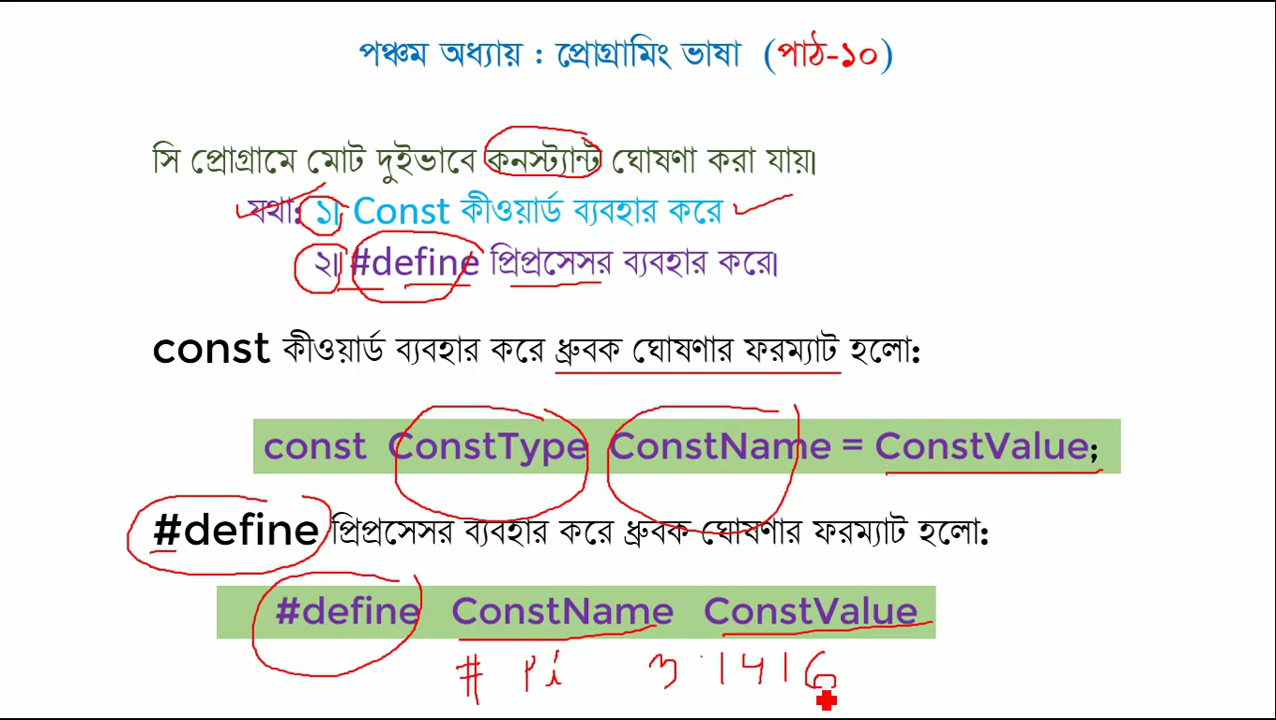 পঞ্চম অধ্যায় : প্রোগ্রামিং ভাষা (পাঠ-১০)
সি প্রোগ্রামে মোট দুইভাবে কনস্ট্যান্ট ঘোষণা করা যায়।
যথা: ১। Const কীওয়ার্ড ব্যবহার করে
২। #define প্রিপ্রসেসর ব্যবহার করে।
const কীওয়ার্ড ব্যবহার করে ধ্রুবক ঘোষণার ফরম্যাট হলো:
const ConstType ConstName = ConstValue;
#define প্রিপ্রসেসর ব্যবহার করে ধ্রুবক ঘোষণার ফরম্যাট হলো:
#define ConstName ConstValue
# pi 3.1416